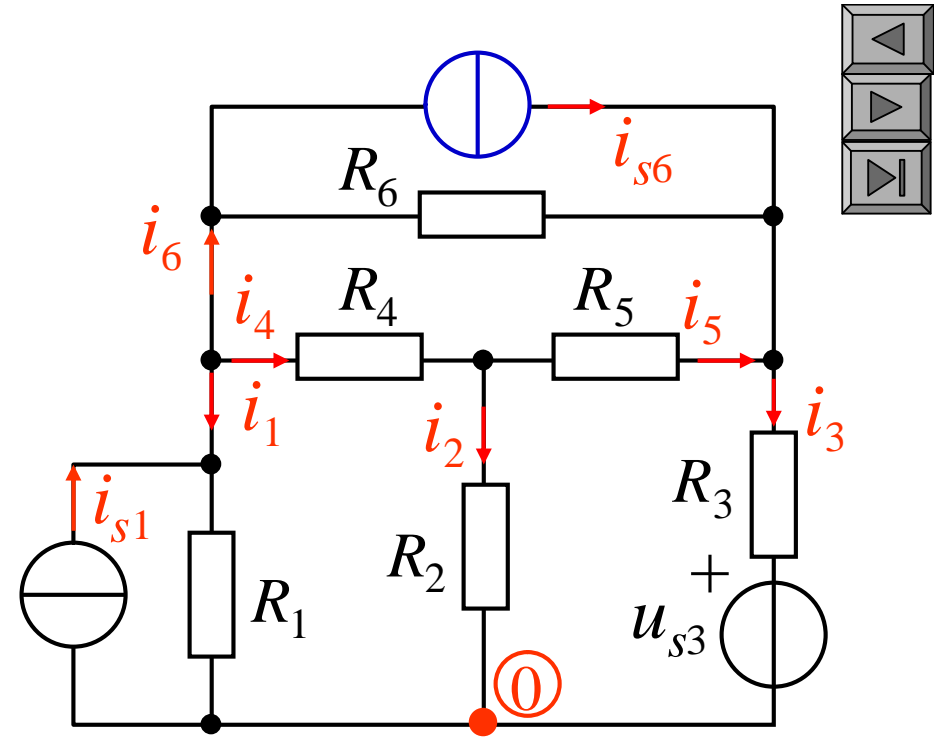 i_s6
R_6
i_6
i_4
R_4
R_5
i_5
i_1
i_2
i_3
i_s1
R_3
R_1
R_2
+
u_s3
0